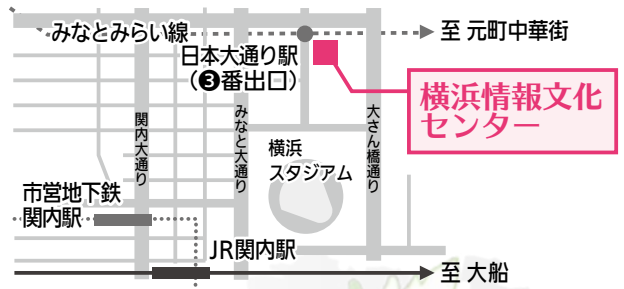 みなとみらい線
至 元町中華街
日本大通り駅
(❸番出口)
横浜情報文化
センター
関内大通り
みなと大通り
大さん橋通り
横浜
スタジアム
市営地下鉄
関内駅
JR関内駅
至 大船